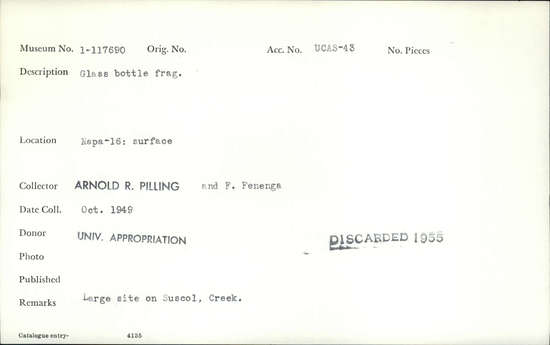 Museum No. 1-117690 Orig. No. Acc. No. UCAS-43 No. Pieces
Description Glass bottle frag.
Location Napa-16: surface
Collector ARNOLD R. PILLING and F. Fenenga
Date Coll. Oct. 1949
Donor UNIV. APPROPRIATION DISCARDED 1955
Photo
Published
Remarks Large site on Suscol, Creek.
Catalogue entry- 4135